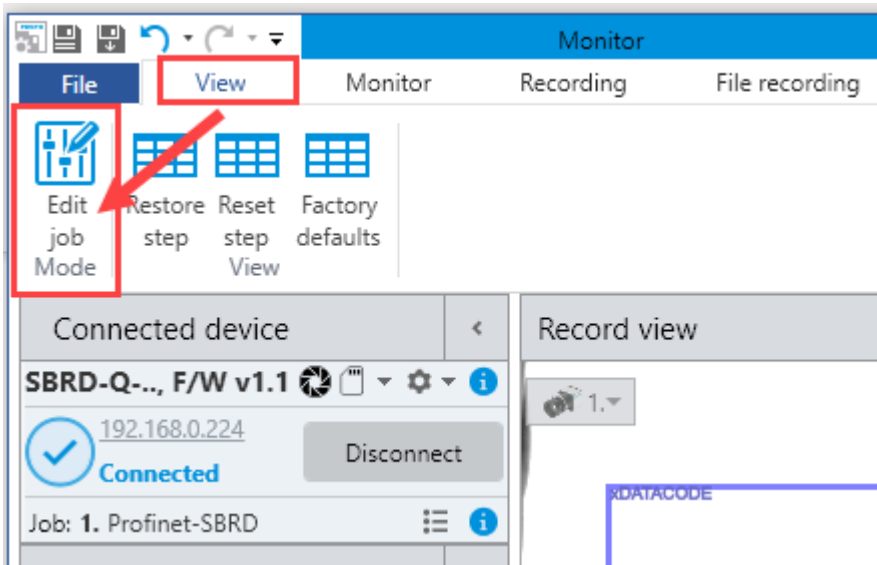 Monitor
File View Monitor Recording File recording
Edit Restore Reset Factory
job step step defaults
Mode View
Connected device Record view
SBRD-Q-.., F/W v1.1
1.
192.168.0.224
Connected
Disconnect
xDATACODE
Job: 1. Profinet-SBRD